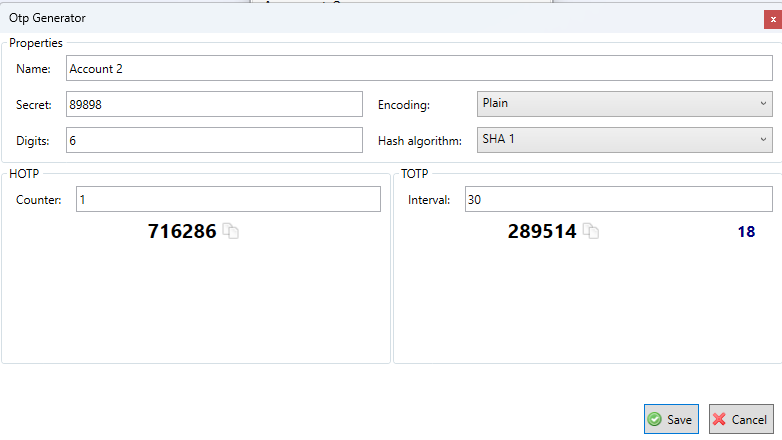 Otp Generator
x
Properties
Name: Account 2
Secret: 89898 Encoding: Plain
Digits: 6 Hash algorithm: SHA 1
HOTP TOTP
Counter: 1 Interval: 30
716286 289514 18
Save Cancel